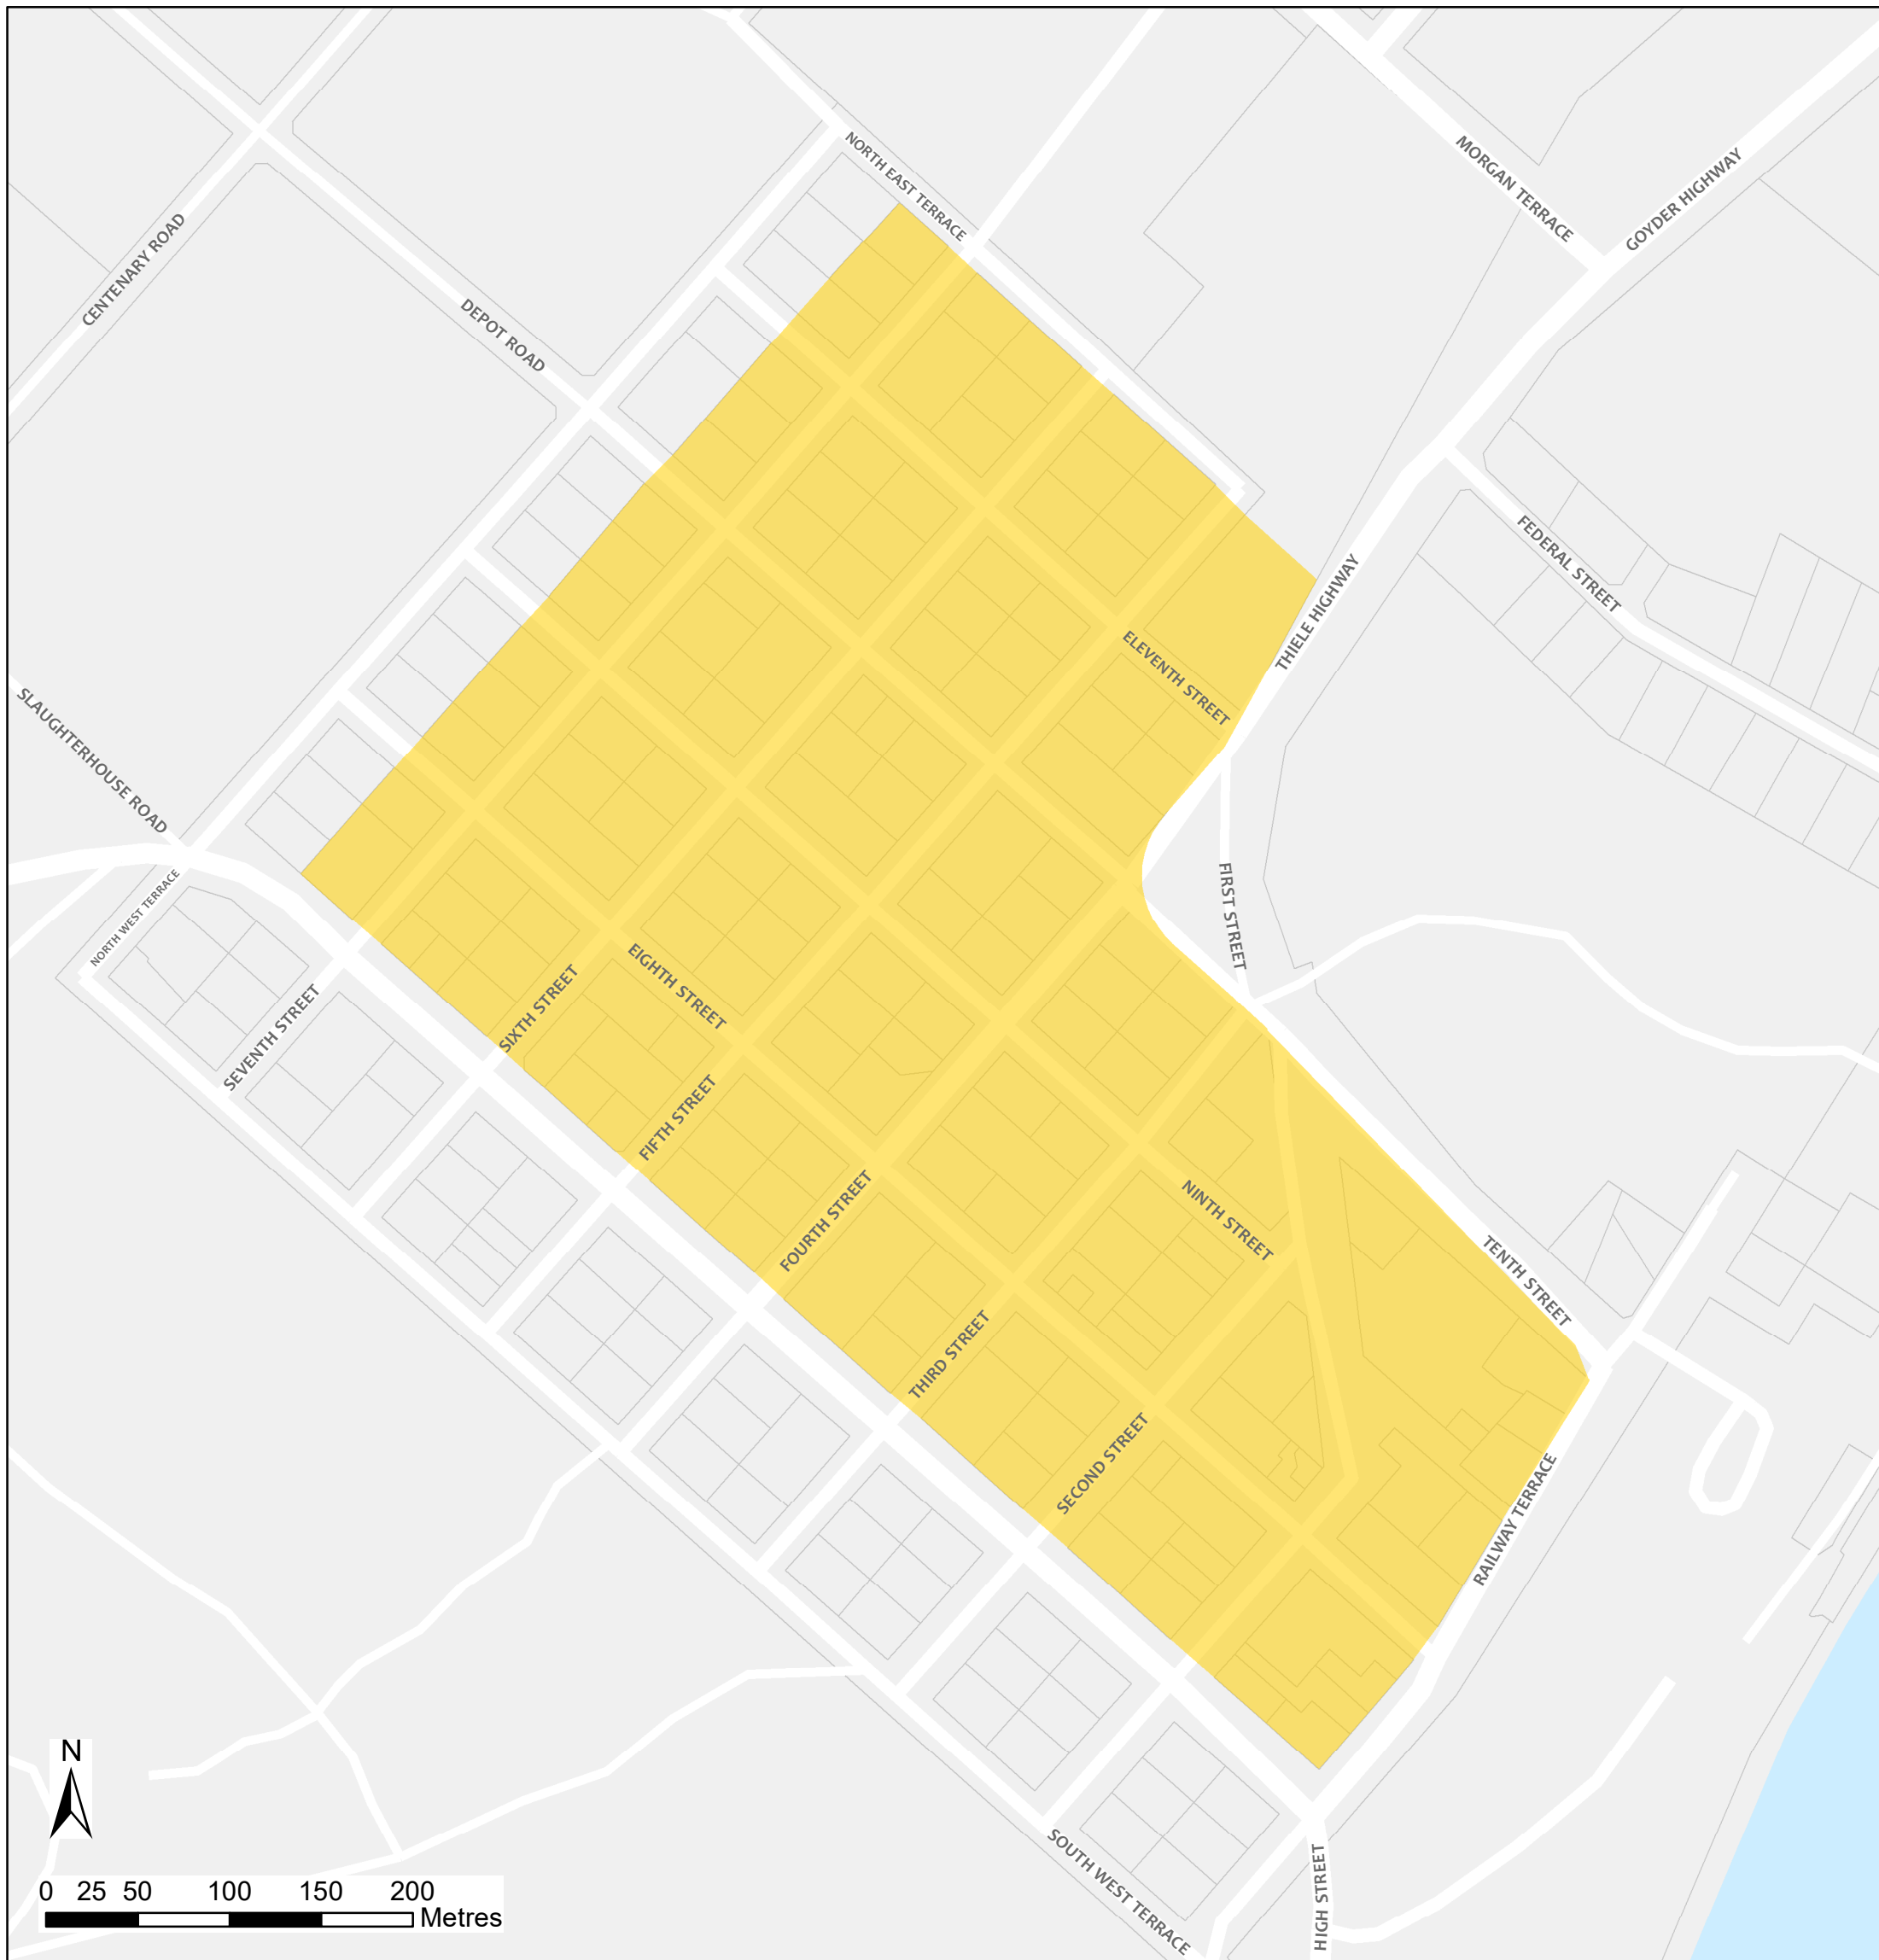 NORTH EAST TERRACE
MORGAN TERRACE
GOYDER HIGHWAY
CENTENARY ROAD
DEPOT ROAD
FEDERAL STREET
THIELE HIGHWAY
ELEVENTH STREET
SLAUGHTERHOUSE ROAD
NORTH WEST TERRACE
FIRST STREET
EIGHTH STREET
SIXTH STREET
SEVENTH STREET
FIFTH STREET
FOURTH STREET
NINTH STREET
TENTH STREET
THIRD STREET
SECOND STREET
RAILWAY TERRACE
SOUTH WEST TERRACE
HIGH STREET
N
0 25 50 100 150 200
Metres